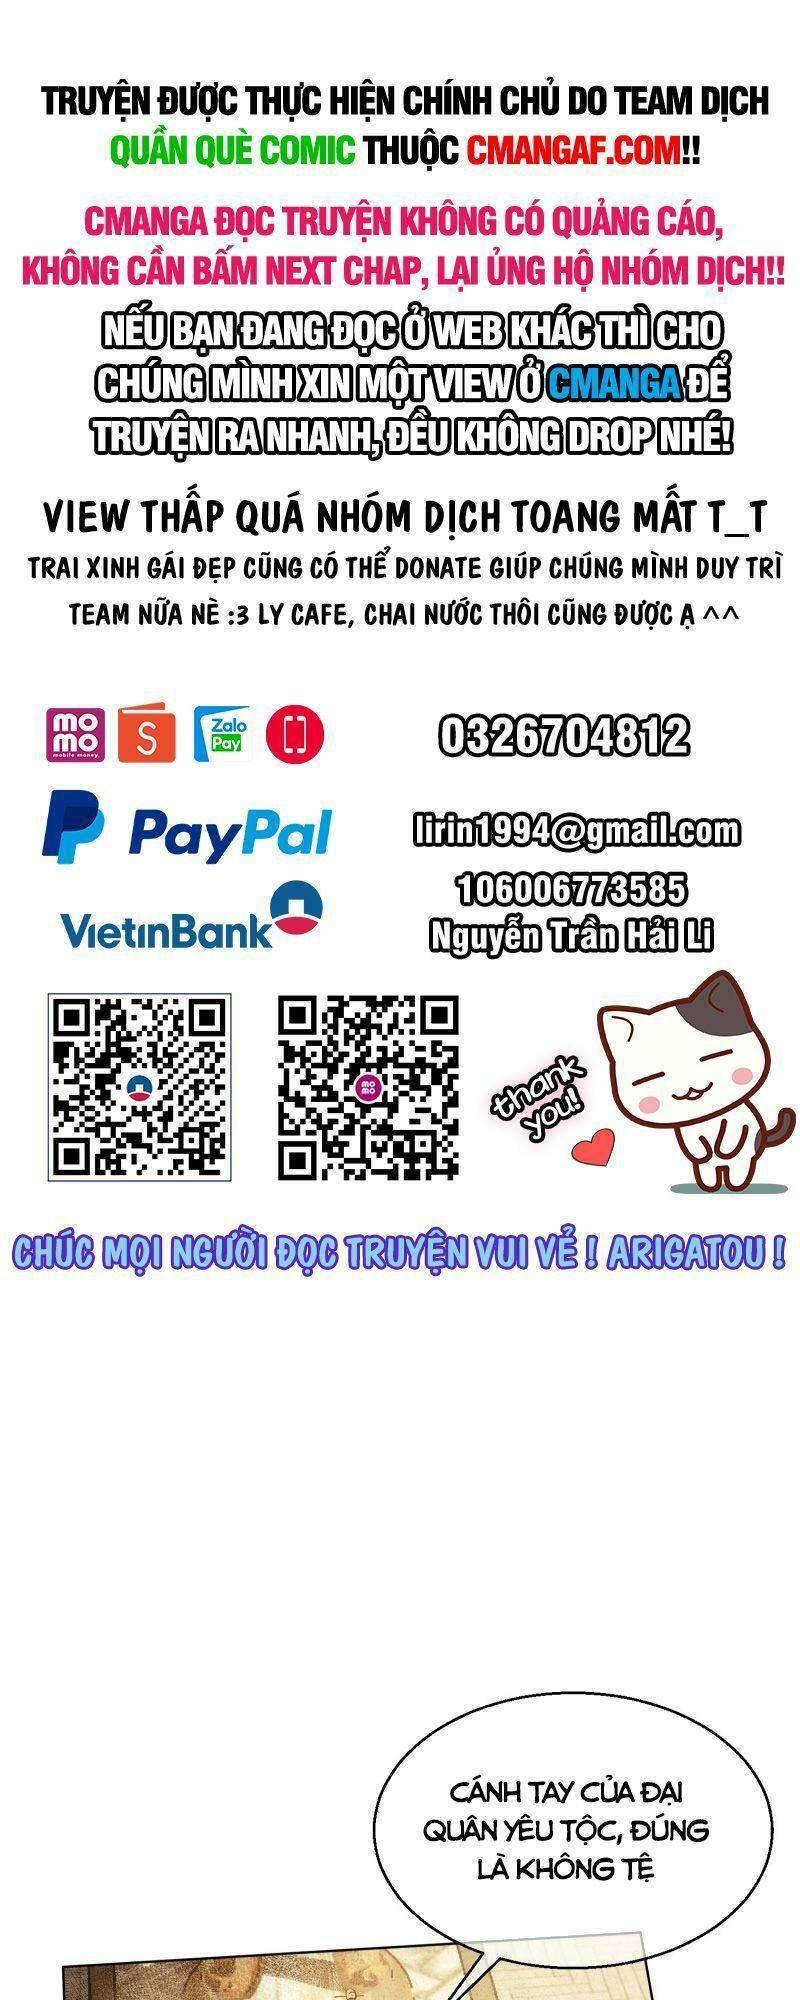 TRUYỆN ĐƯỢC THỰC HIỆN CHÍNH CHỦ DO TEAM DỊCH
QUẦN QUÈ COMIC THUỘC CMANGAF.COM!!
CMANGA ĐỌC TRUYỆN KHÔNG CÓ QUẢNG CÁO,
KHÔNG CẦN BẤM NEXT CHAP, LẠI ỦNG HỘ NHÓM DỊCH!!
NẾU BẠN ĐANG ĐỌC Ở WEB KHÁC THÌ CHO
CHÚNG MÌNH XIN MỘT VIEW Ở CMANGA ĐỂ
TRUYỆN RA NHANH, ĐỀU KHÔNG DROP NHÉ!
VIEW THẤP QUÁ NHÓM DỊCH TOANG MẤT T_T
TRAI XINH GÁI ĐẸP CŨNG CÓ THỂ DONATE GIÚP CHÚNG MÌNH DUY TRÌ
TEAM NỮA NÈ :3 LY CAFE, CHAI NƯỚC THÔI CŨNG ĐƯỢC Ạ ^^
mo
mo
mobile money
S
Zalo
Pay
0326704812
PayPal
lirin1994@gmail.com
106006773585
VietinBank
Nguyễn Trần Hải Li
mo
mo
thank
you!
CHÚC MỌI NGƯỜI ĐỌC TRUYỆN VUI VẺ ! ARIGATOU !
CÁNH TAY CỦA ĐẠI
QUÂN YÊU TỘC, ĐÚNG
LÀ KHÔNG TỆ